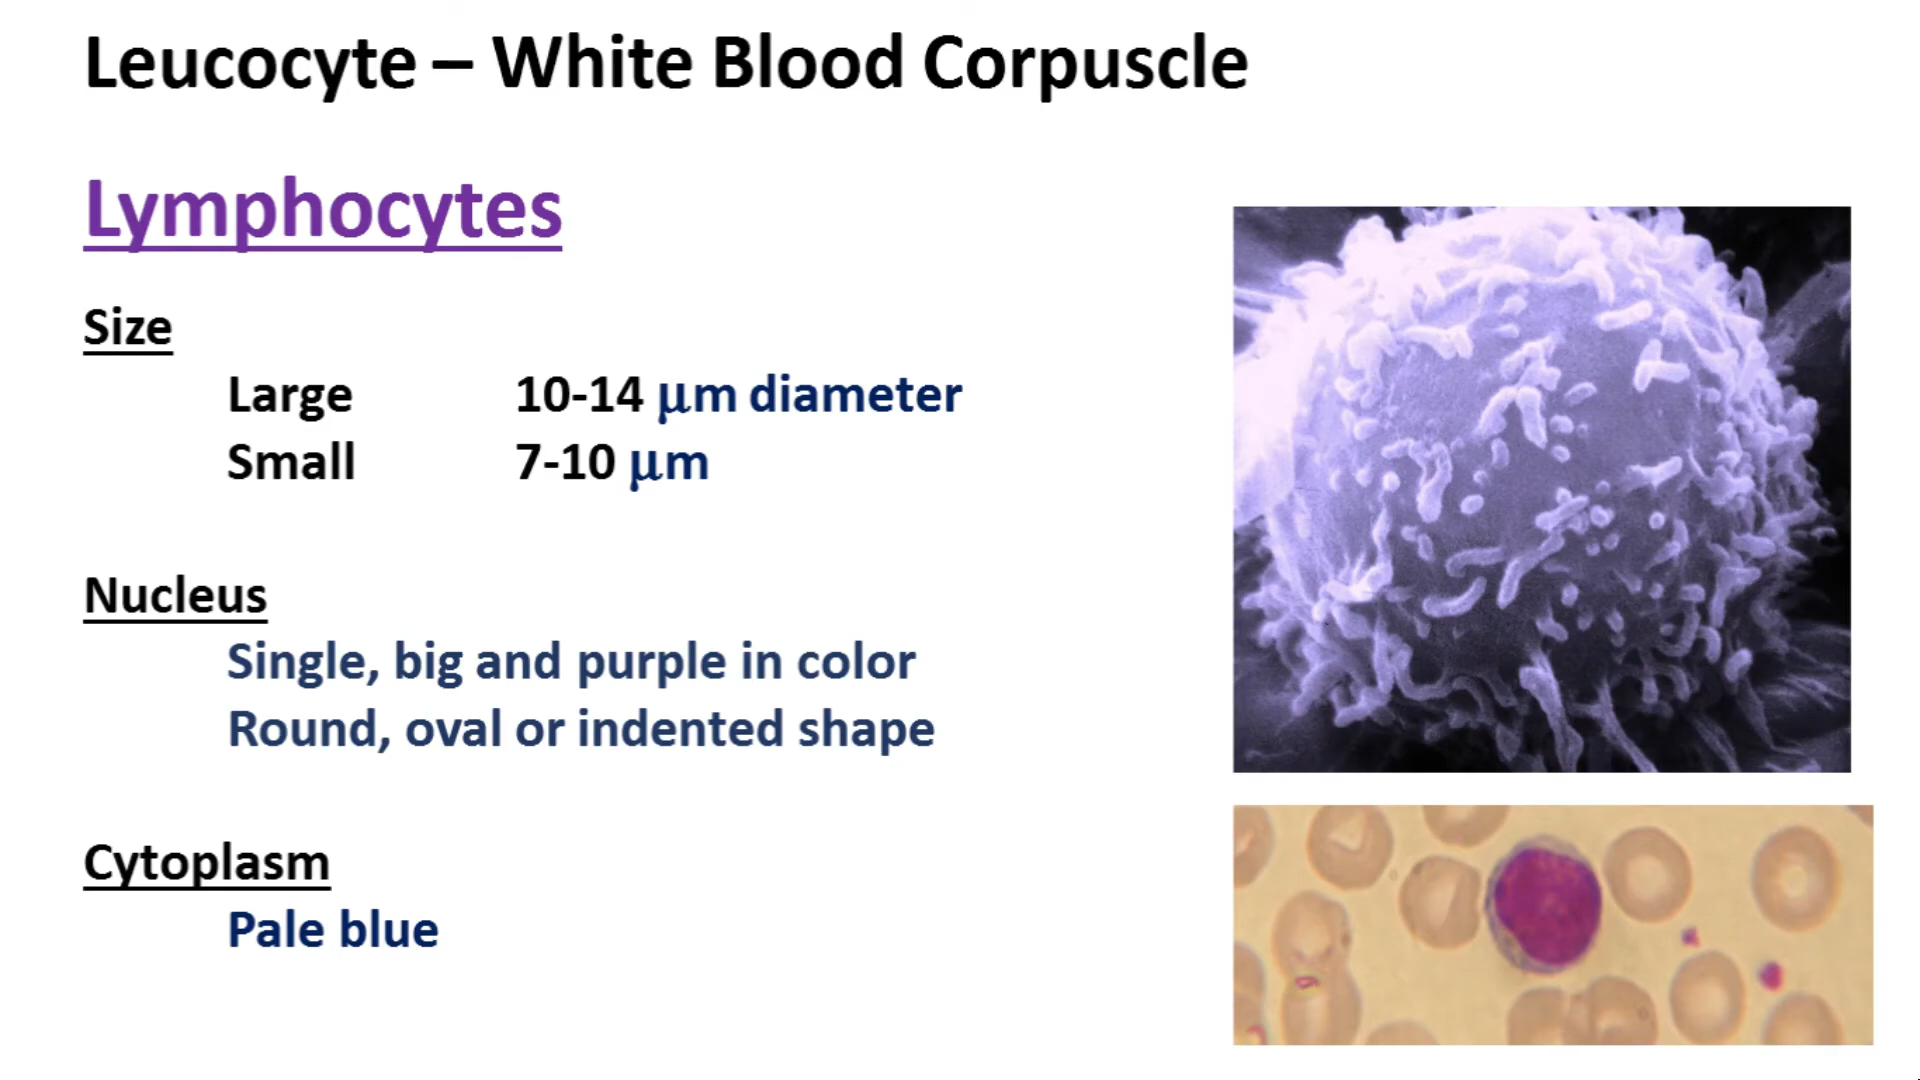 Leucocyte – White Blood Corpuscle
Lymphocytes
Size
Large 10-14 μm diameter
Small 7-10 μm
Nucleus
Single, big and purple in color
Round, oval or indented shape
Cytoplasm
Pale blue